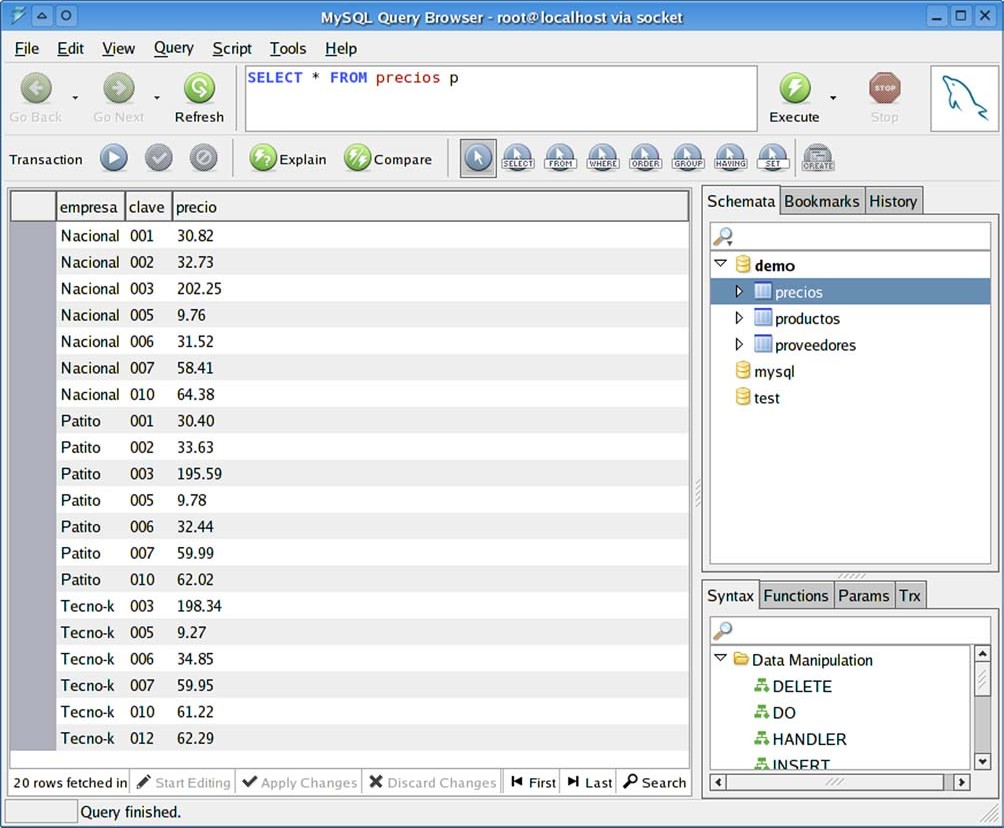 MySQL Query Browser - root@localhost via socket
File Edit View Query Script Tools Help
SELECT * FROM precios p
Go Back Go Next Refresh Execute STOP Stop
Transaction Explain Compare SELECT FROM WHERE ORDER GROUP HAVING SET CREATE
empresa clave precio
Nacional 001 30.82
Nacional 002 32.73
Nacional 003 202.25
Nacional 005 9.76
Nacional 006 31.52
Nacional 007 58.41
Nacional 010 64.38
Patito 001 30.40
Patito 002 33.63
Patito 003 195.59
Patito 005 9.78
Patito 006 32.44
Patito 007 59.99
Patito 010 62.02
Tecno-k 003 198.34
Tecno-k 005 9.27
Tecno-k 006 34.85
Tecno-k 007 59.95
Tecno-k 010 61.22
Tecno-k 012 62.29
20 rows fetched in Start Editing Apply Changes Discard Changes First Last Search
Schemata Bookmarks History
demo
precios
productos
proveedores
mysql
test
Syntax Functions Params Trx
Data Manipulation
DELETE
DO
HANDLER
INSERT
Query finished.